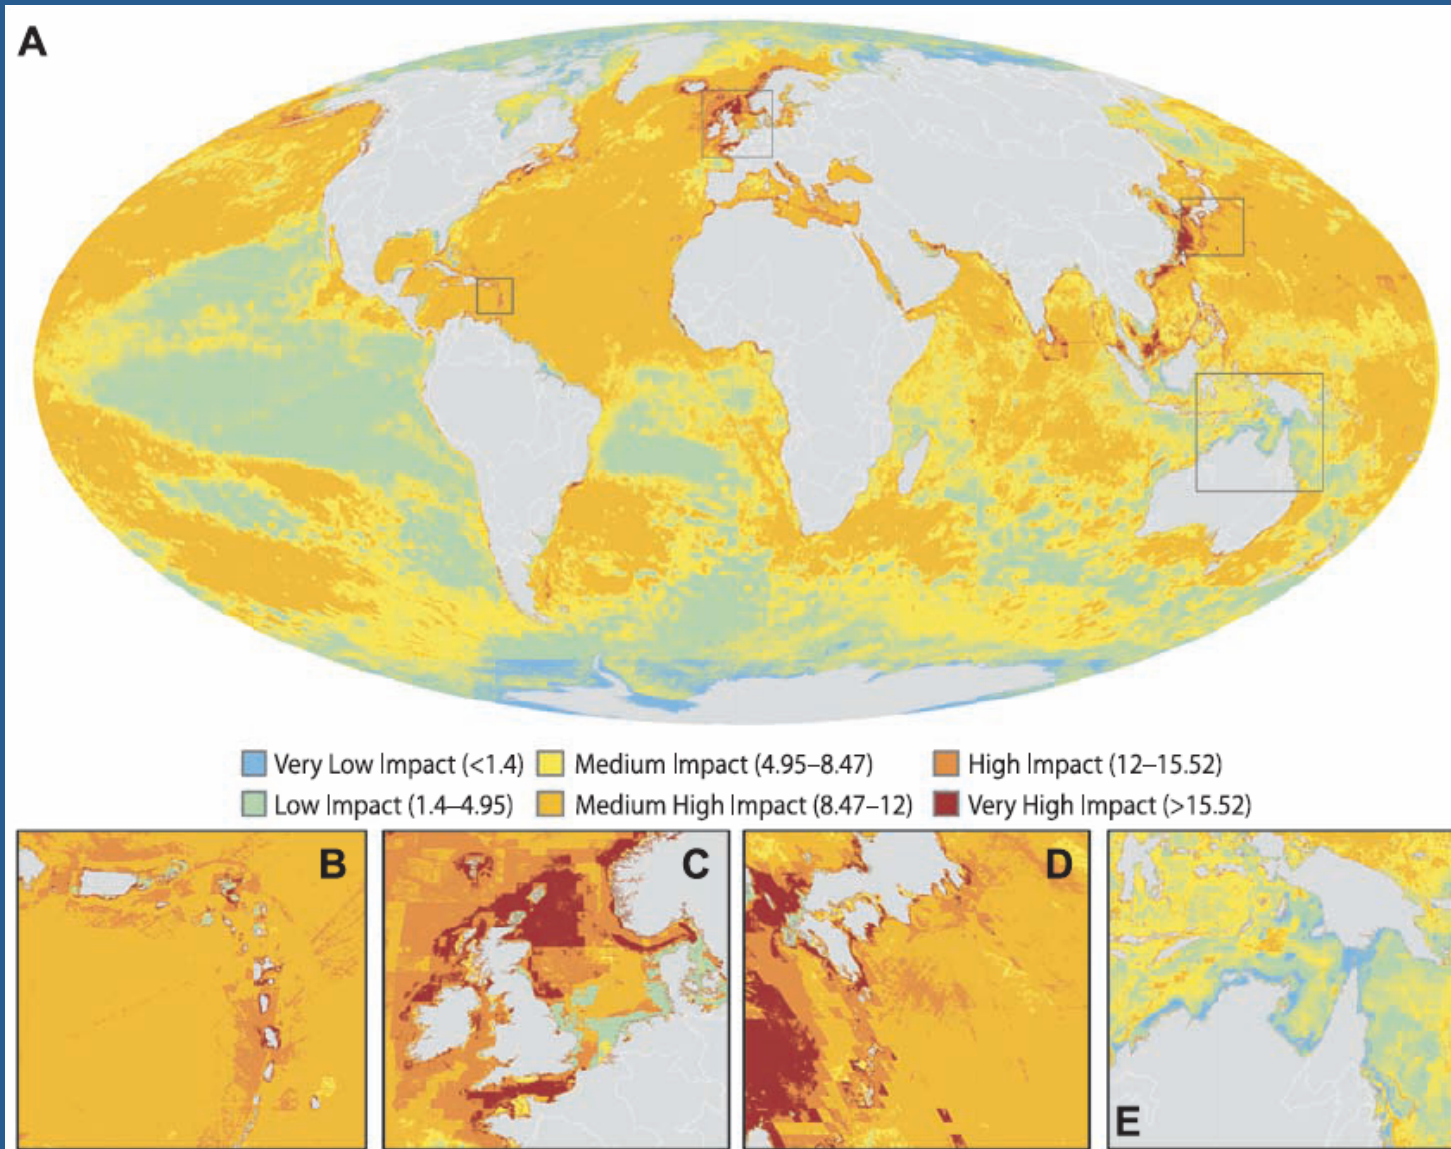 A
Very Low Impact (<1.4) Medium Impact (4.95–8.47) High Impact (12–15.52)
Low Impact (1.4–4.95) Medium High Impact (8.47–12) Very High Impact (>15.52)
B
C
D
E